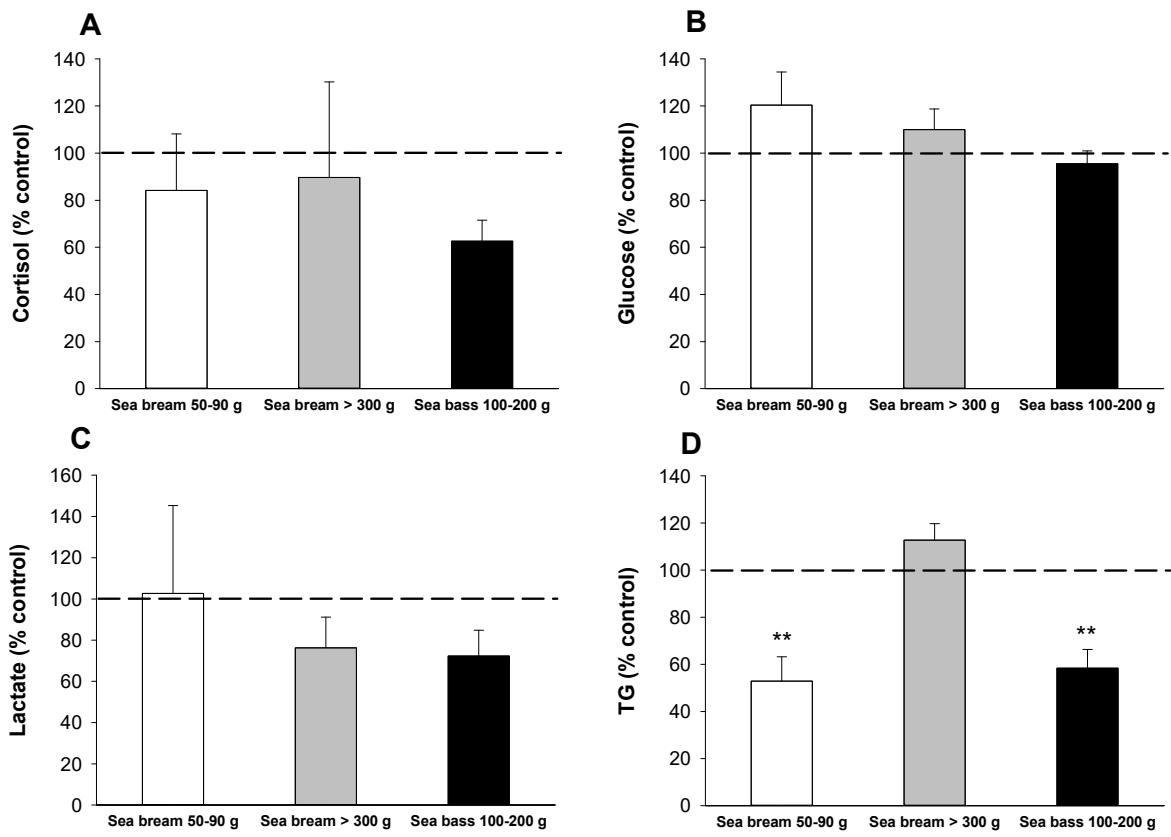 A
Cortisol (% control)
140
120
100
80
60
40
20
0
Sea bream 50-90 g
Sea bream > 300 g
Sea bass 100-200 g
B
Glucose (% control)
140
120
100
80
60
40
20
0
Sea bream 50-90 g
Sea bream > 300 g
Sea bass 100-200 g
C
Lactate (% control)
160
140
120
100
80
60
40
20
0
Sea bream 50-90 g
Sea bream > 300 g
Sea bass 100-200 g
D
TG (% control)
140
120
100
80
60
40
20
0
**
**
Sea bream 50-90 g
Sea bream > 300 g
Sea bass 100-200 g